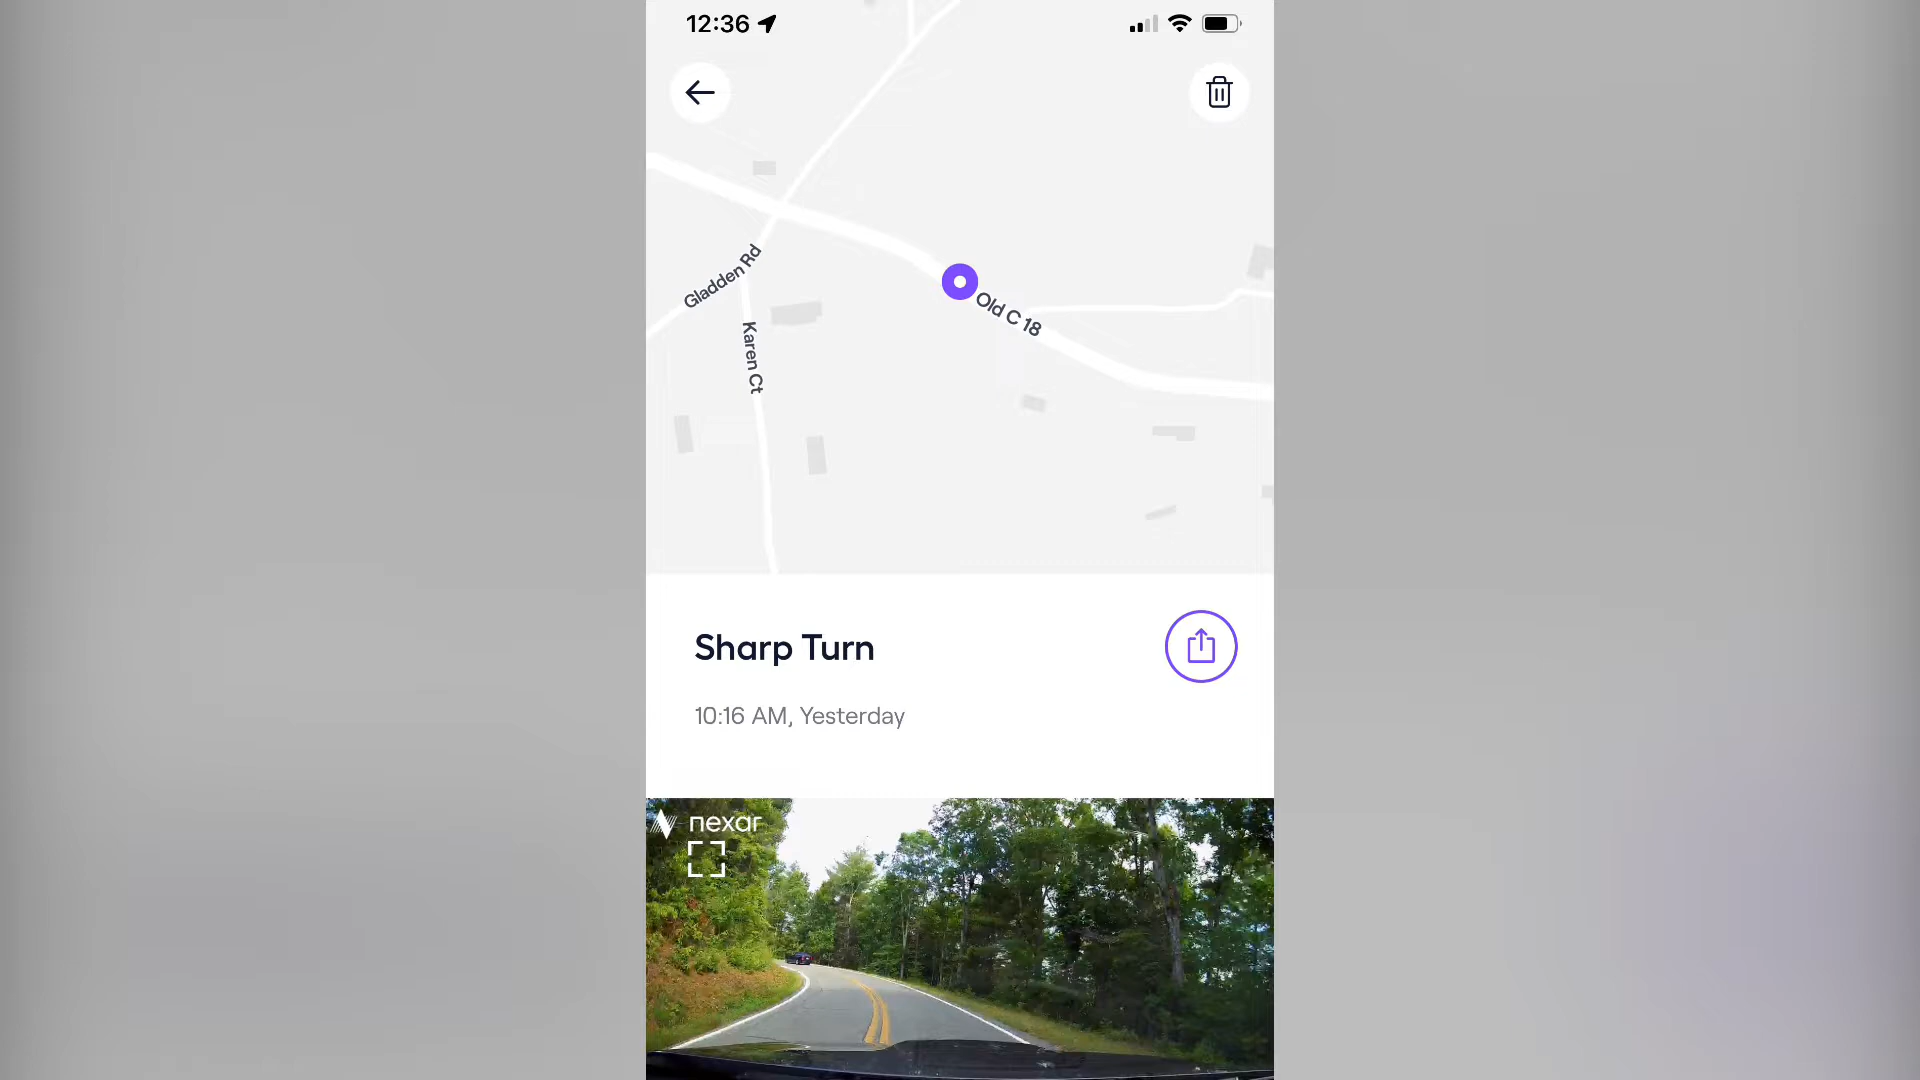 12:36
Gladden Rd
Old C 18
Karen Ct
Sharp Turn
10:16 AM, Yesterday
nexar